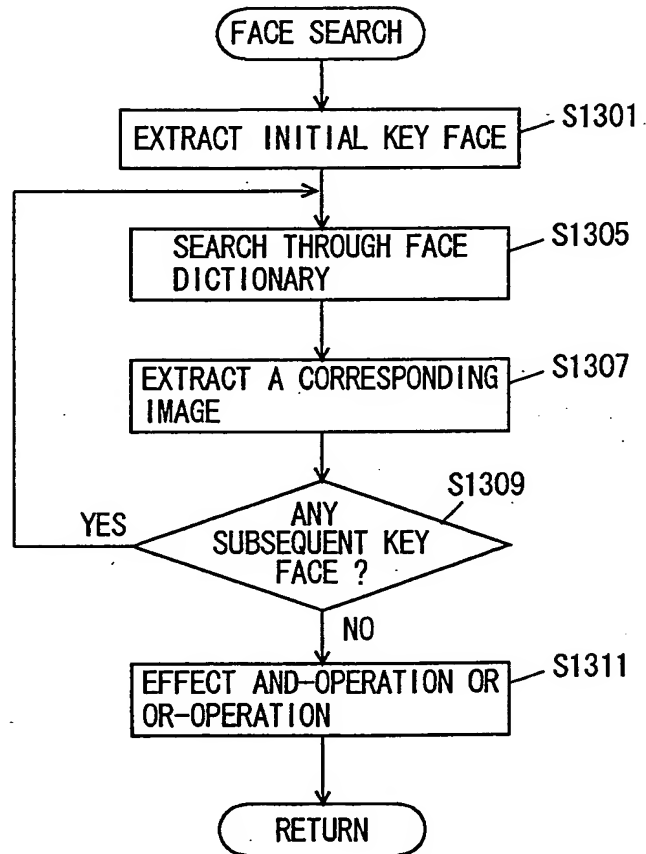 FACE SEARCH
EXTRACT INITIAL KEY FACE
S1301
SEARCH THROUGH FACE
DICTIONARY
S1305
EXTRACT A CORRESPONDING
IMAGE
S1307
ANY
SUBSEQUENT KEY
FACE ?
S1309
YES
NO
EFFECT AND-OPERATION OR
OR-OPERATION
S1311
RETURN